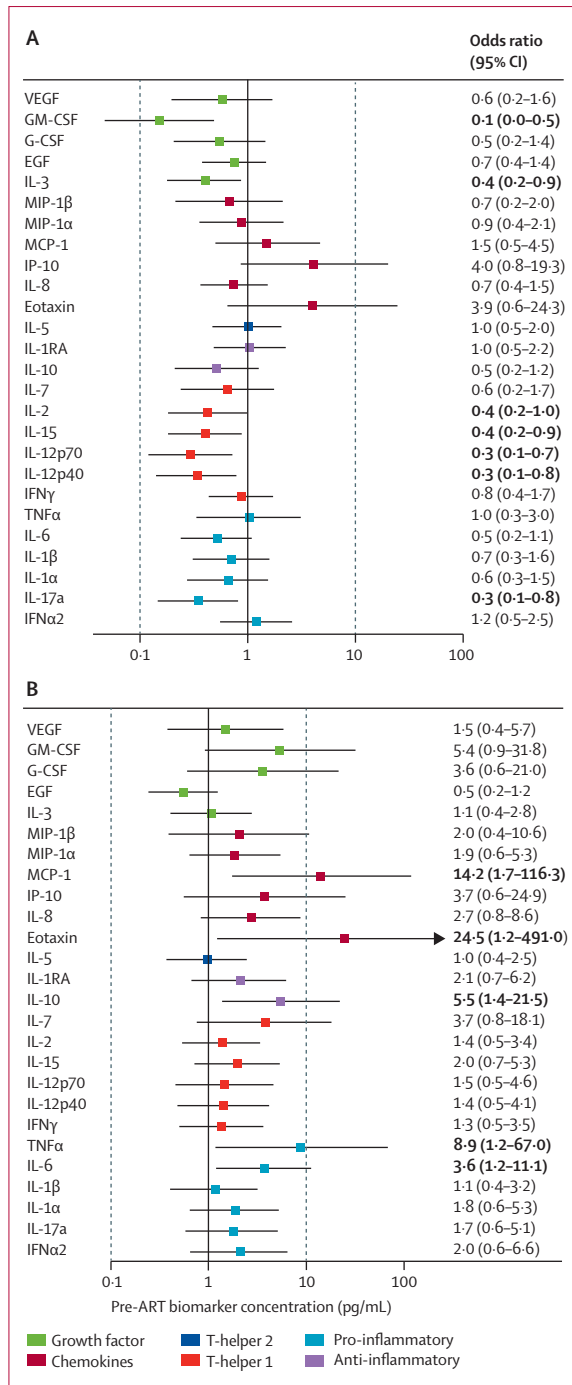 A
Odds ratio
(95% CI)
VEGF 0·6 (0·2–1·6)
GM-CSF 0·1 (0·0–0·5)
G-CSF 0·5 (0·2–1·4)
EGF 0·7 (0·4–1·4)
IL-3 0·4 (0·2–0·9)
MIP-1β 0·7 (0·2–2·0)
MIP-1α 0·9 (0·4–2·1)
MCP-1 1·5 (0·5–4·5)
IP-10 4·0 (0·8–19·3)
IL-8 0·7 (0·4–1·5)
Eotaxin 3·9 (0·6–24·3)
IL-5 1·0 (0·5–2·0)
IL-1RA 1·0 (0·5–2·2)
IL-10 0·5 (0·2–1·2)
IL-7 0·6 (0·2–1·7)
IL-2 0·4 (0·2–1·0)
IL-15 0·4 (0·2–0·9)
IL-12p70 0·3 (0·1–0·7)
IL-12p40 0·3 (0·1–0·8)
IFNγ 0·8 (0·4–1·7)
TNFα 1·0 (0·3–3·0)
IL-6 0·5 (0·2–1·1)
IL-1β 0·7 (0·3–1·6)
IL-1α 0·6 (0·3–1·5)
IL-17a 0·3 (0·1–0·8)
IFNα2 1·2 (0·5–2·5)
0·1 1 10 100
B
VEGF 1·5 (0·4–5·7)
GM-CSF 5·4 (0·9–31·8)
G-CSF 3·6 (0·6–21·0)
EGF 0·5 (0·2–1·2
IL-3 1·1 (0·4–2·8)
MIP-1β 2·0 (0·4–10·6)
MIP-1α 1·9 (0·6–5·3)
MCP-1 14·2 (1·7–116·3)
IP-10 3·7 (0·6–24·9)
IL-8 2·7 (0·8–8·6)
Eotaxin 24·5 (1·2–491·0)
IL-5 1·0 (0·4–2·5)
IL-1RA 2·1 (0·7–6·2)
IL-10 5·5 (1·4–21·5)
IL-7 3·7 (0·8–18·1)
IL-2 1·4 (0·5–3·4)
IL-15 2·0 (0·7–5·3)
IL-12p70 1·5 (0·5–4·6)
IL-12p40 1·4 (0·5–4·1)
IFNγ 1·3 (0·5–3·5)
TNFα 8·9 (1·2–67·0)
IL-6 3·6 (1·2–11·1)
IL-1β 1·1 (0·4–3·2)
IL-1α 1·8 (0·6–5·3)
IL-17a 1·7 (0·6–5·1)
IFNα2 2·0 (0·6–6·6)
0·1 1 10 100
Pre-ART biomarker concentration (pg/mL)
Growth factor T-helper 2 Pro-inflammatory
Chemokines T-helper 1 Anti-inflammatory